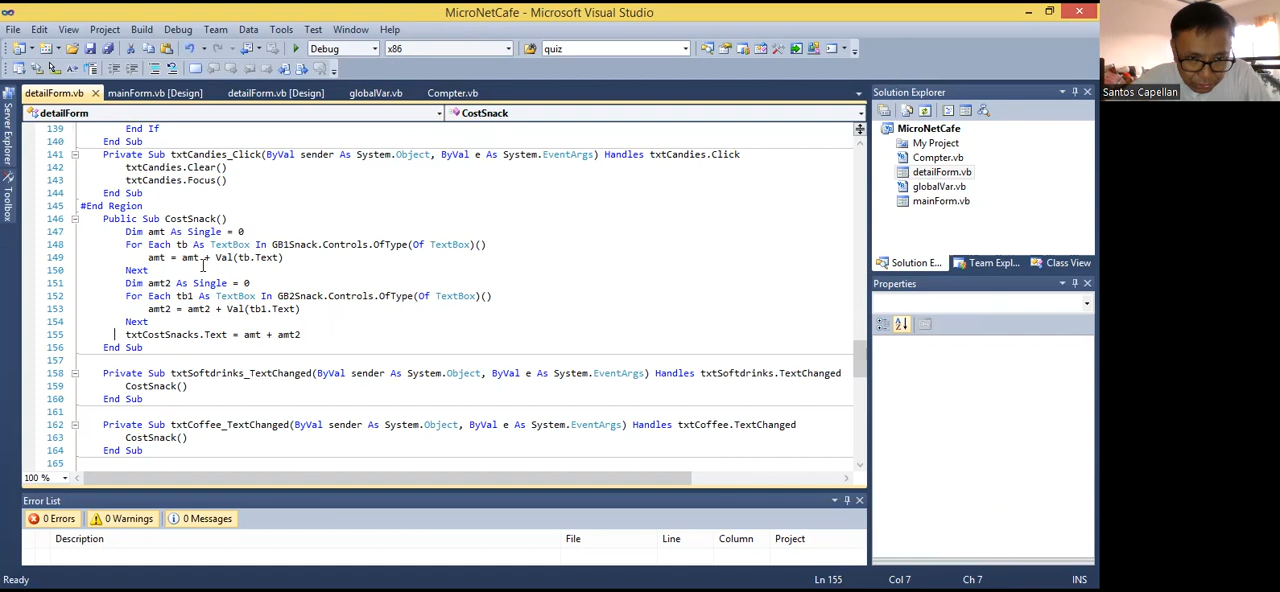 MicroNetCafe - Microsoft Visual Studio
File Edit View Project Build Debug Team Data Tools Test Window Help
Debug x86 quiz
detailForm.vb mainForm.vb [Design] detailForm.vb [Design] globalVar.vb Compter.vb
detailForm CostSnack
139 End If
140 End Sub
141 Private Sub txtCandies_Click(ByVal sender As System.Object, ByVal e As System.EventArgs) Handles txtCandies.Click
142 txtCandies.Clear()
143 txtCandies.Focus()
144 End Sub
145 #End Region
146 Public Sub CostSnack()
147 Dim amt As Single = 0
148 For Each tb As TextBox In GB1Snack.Controls.OfType(Of TextBox)()
149 amt = amt + Val(tb.Text)
150 Next
151 Dim amt2 As Single = 0
152 For Each tb1 As TextBox In GB2Snack.Controls.OfType(Of TextBox)()
153 amt2 = amt2 + Val(tb1.Text)
154 Next
155 txtCostSnacks.Text = amt + amt2
156 End Sub
157
158 Private Sub txtSoftdrinks_TextChanged(ByVal sender As System.Object, ByVal e As System.EventArgs) Handles txtSoftdrinks.TextChanged
159 CostSnack()
160 End Sub
161
162 Private Sub txtCoffee_TextChanged(ByVal sender As System.Object, ByVal e As System.EventArgs) Handles txtCoffee.TextChanged
163 CostSnack()
164 End Sub
165
100 %
Error List
0 Errors 0 Warnings 0 Messages
Description File Line Column Project
Ready Ln 155 Col 7 Ch 7 INS
Server Explorer
Toolbox
Solution Explorer
MicroNetCafe
My Project
Compter.vb
detailForm.vb
globalVar.vb
mainForm.vb
Solution E... Team Expl... Class View
Properties
Santos Capellan